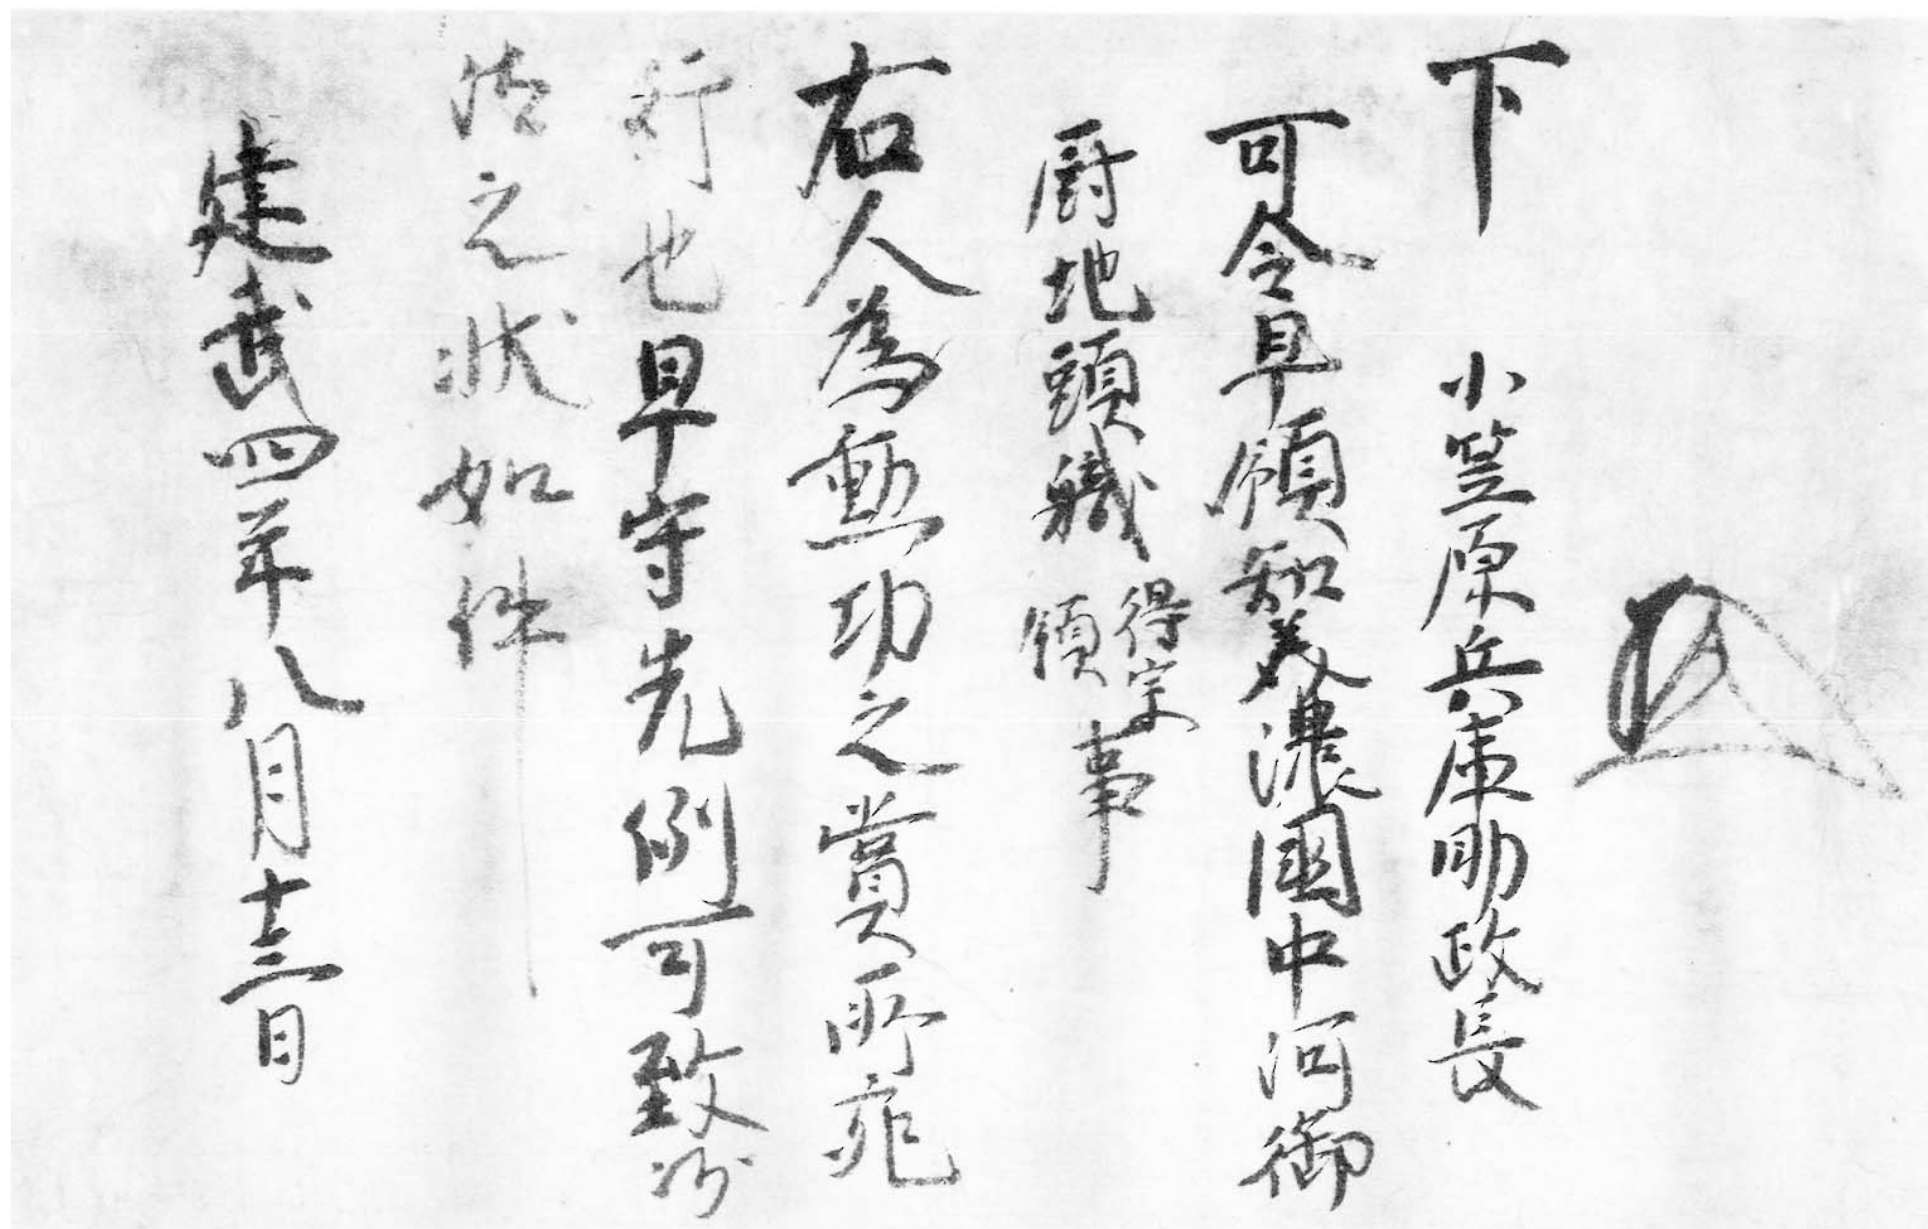 下 小笠原兵庫助政長
可令早領知美濃國中河御
厨地頭職 得宗
領 事
右人為勲功之賞所宛
行也早守先例可致沙
汰之状如件
建武四年八月十三日